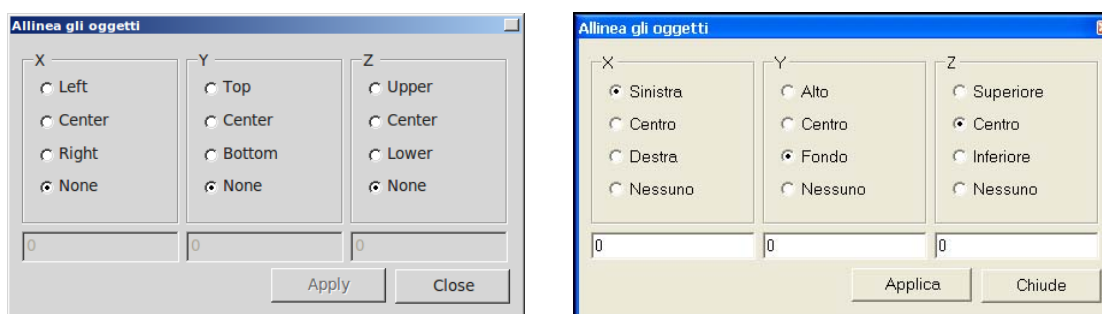 Allinea gli oggetti
X Y Z
Left Top Upper
Center Center Center
Right Bottom Lower
None None None
0 0 0
Apply Close
Allinea gli oggetti
X Y Z
Sinistra Alto Superiore
Centro Centro Centro
Destra Fondo Inferiore
Nessuno Nessuno Nessuno
0 0 0
Applica Chiude